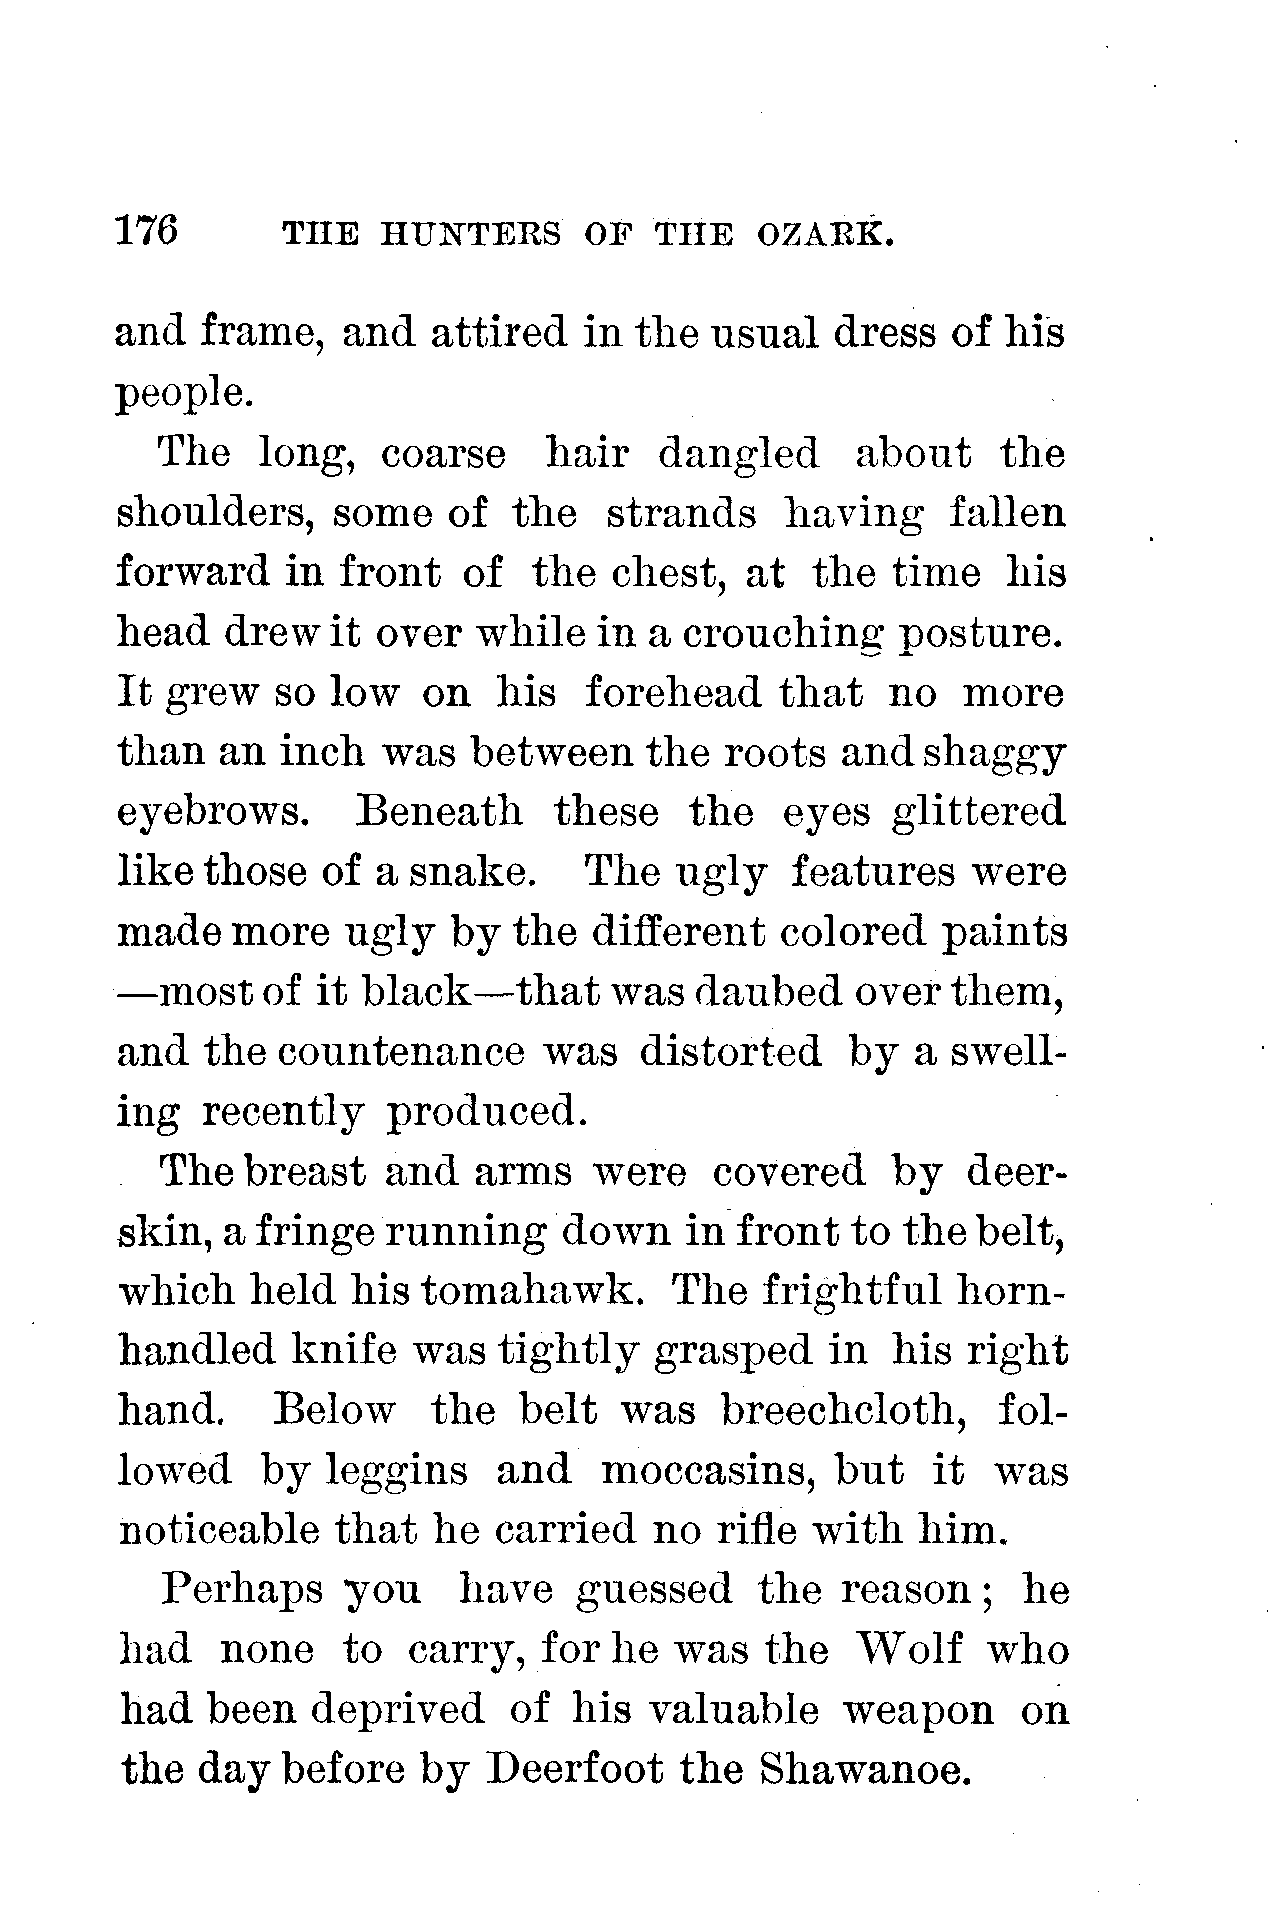 176 THE HUNTERS OF THE OZARK.
and frame, and attired in the usual dress of his
people.
The long, coarse hair dangled about the
shoulders, some of the strands having fallen
forward in front of the chest, at the time his
head drew it over while in a crouching posture.
It grew so low on his forehead that no more
than an inch was between the roots and shaggy
eyebrows. Beneath these the eyes glittered
like those of a snake. The ugly features were
made more ugly by the different colored paints
—most of it black—that was daubed over them,
and the countenance was distorted by a swell-
ing recently produced.
The breast and arms were covered by deer-
skin, a fringe running down in front to the belt,
which held his tomahawk. The frightful horn-
handled knife was tightly grasped in his right
hand. Below the belt was breechcloth, fol-
lowed by leggins and moccasins, but it was
noticeable that he carried no rifle with him.
Perhaps you have guessed the reason; he
had none to carry, for he was the Wolf who
had been deprived of his valuable weapon on
the day before by Deerfoot the Shawanoe.